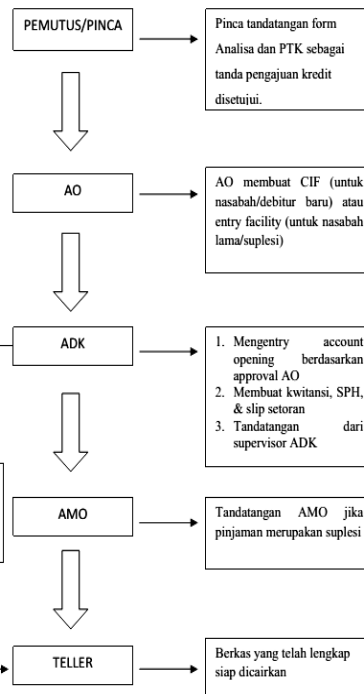 PEMUTUS/PINCA
Pinca tandatangan form
Analisa dan PTK sebagai
tanda pengajuan kredit
disetujui.
AO
AO membuat CIF (untuk
nasabah/debitur baru) atau
entry facility (untuk nasabah
lama/suplesi)
ADK
1. Mengentry account
opening berdasarkan
approval AO
2. Membuat kwitansi, SPH,
& slip setoran
3. Tandatangan dari
supervisor ADK
AMO
Tandatangan AMO jika
pinjaman merupakan suplesi
TELLER
Berkas yang telah lengkap
siap dicairkan